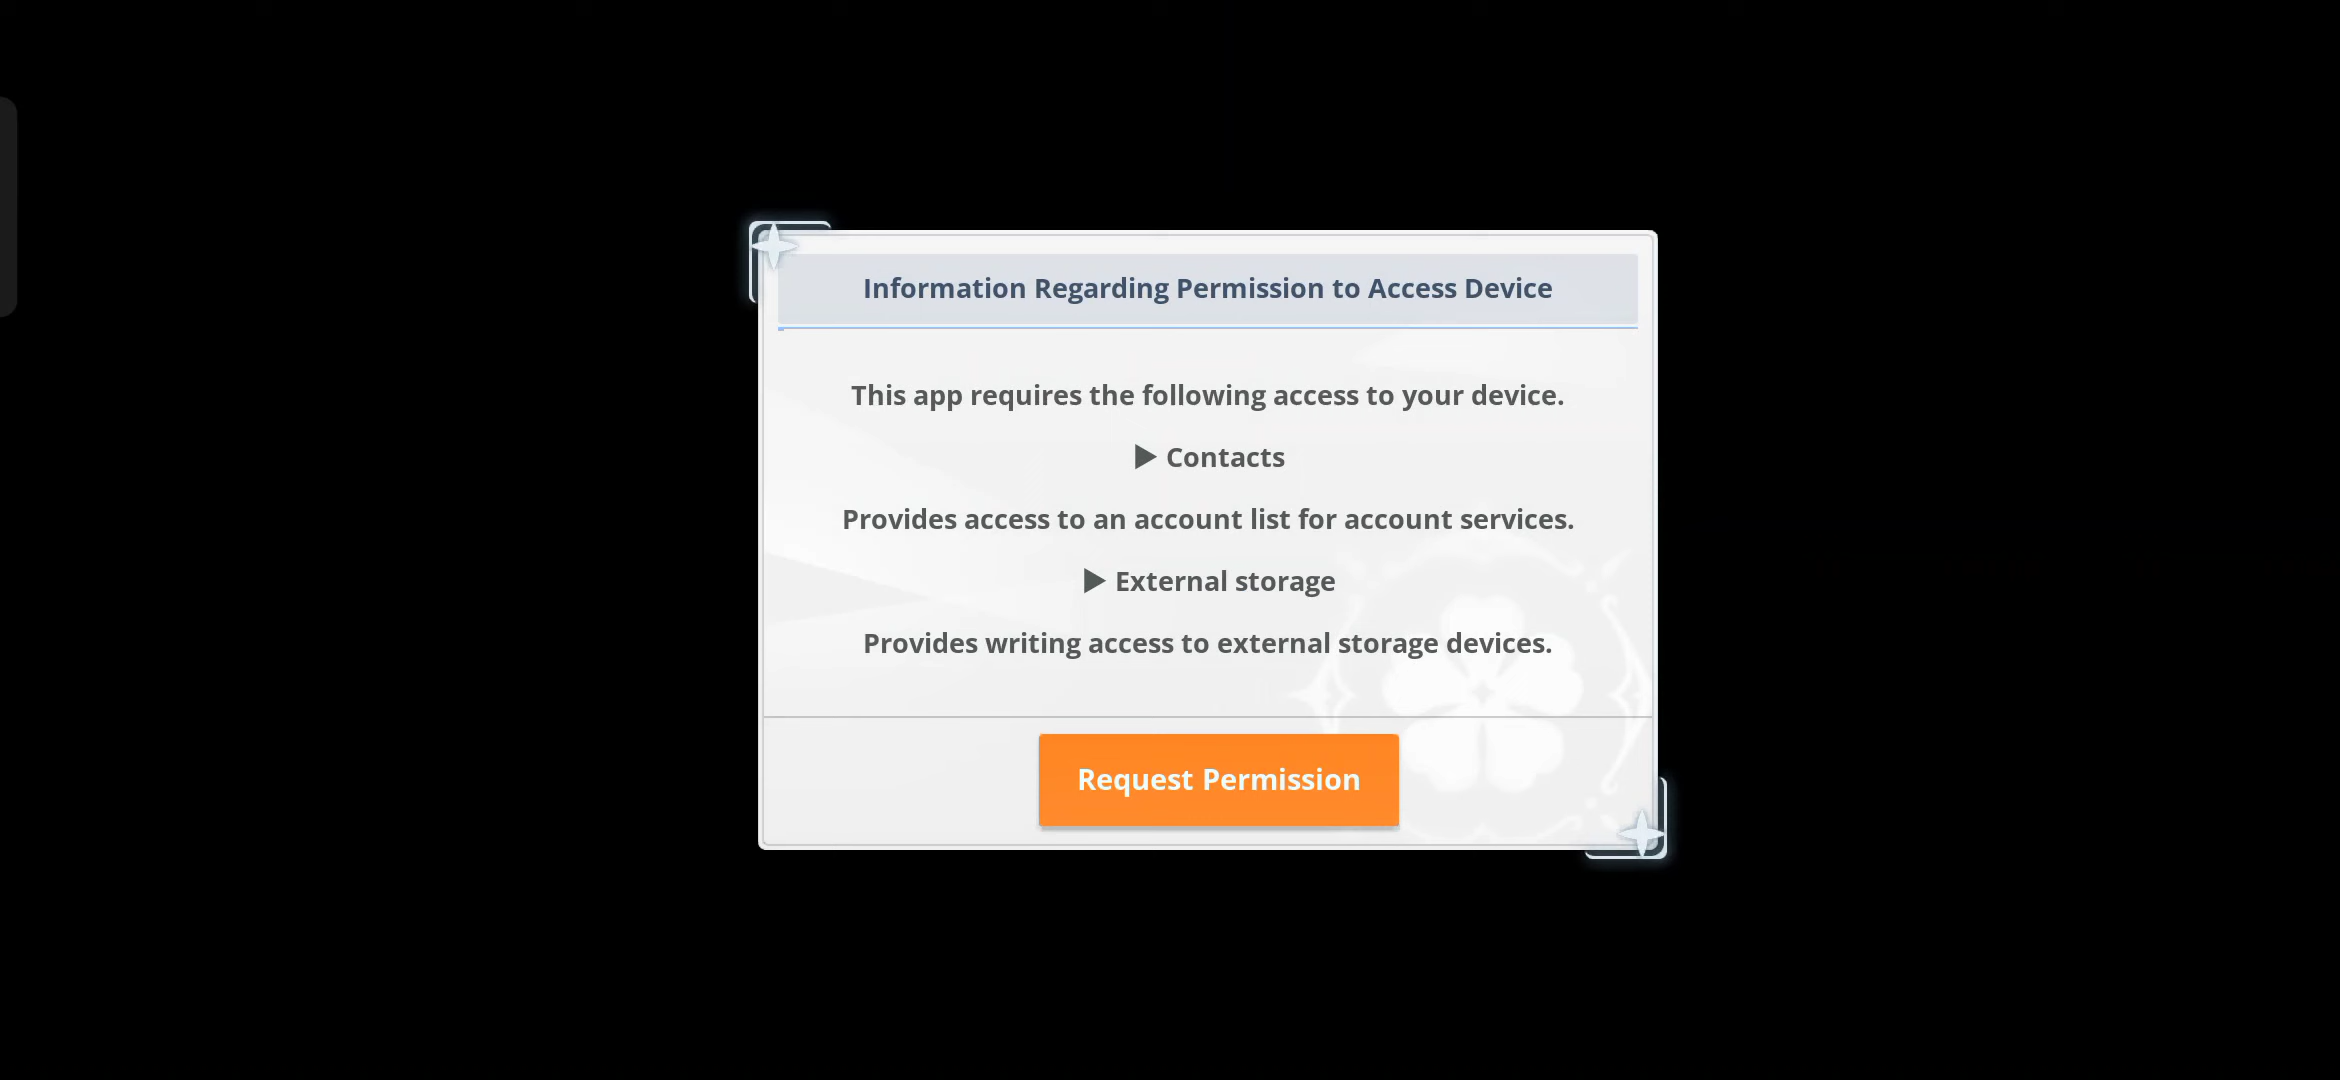 Information Regarding Permission to Access Device
This app requires the following access to your device.
▶ Contacts
Provides access to an account list for account services.
▶ External storage
Provides writing access to external storage devices.
Request Permission